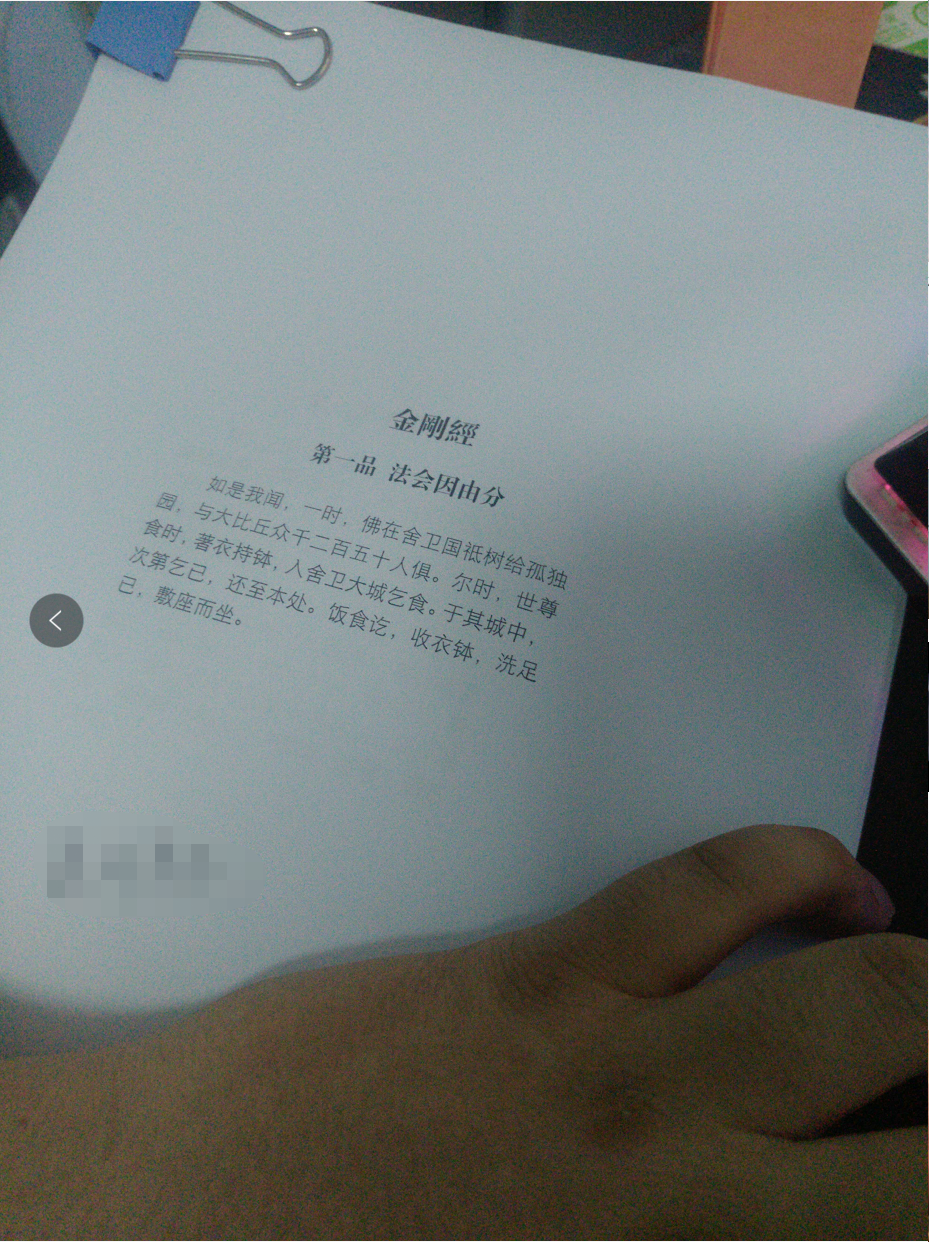 金剛經
第一品 法会因由分
如是我闻，一时，佛在舍卫国祇树给孤独
园，与大比丘众千二百五十人俱。尔时，世尊
食时，著衣持钵，人舍卫大城乞食。于其城中，
次第乞己，还至本处。饭食讫，收衣钵，洗足
己，敷座而坐。